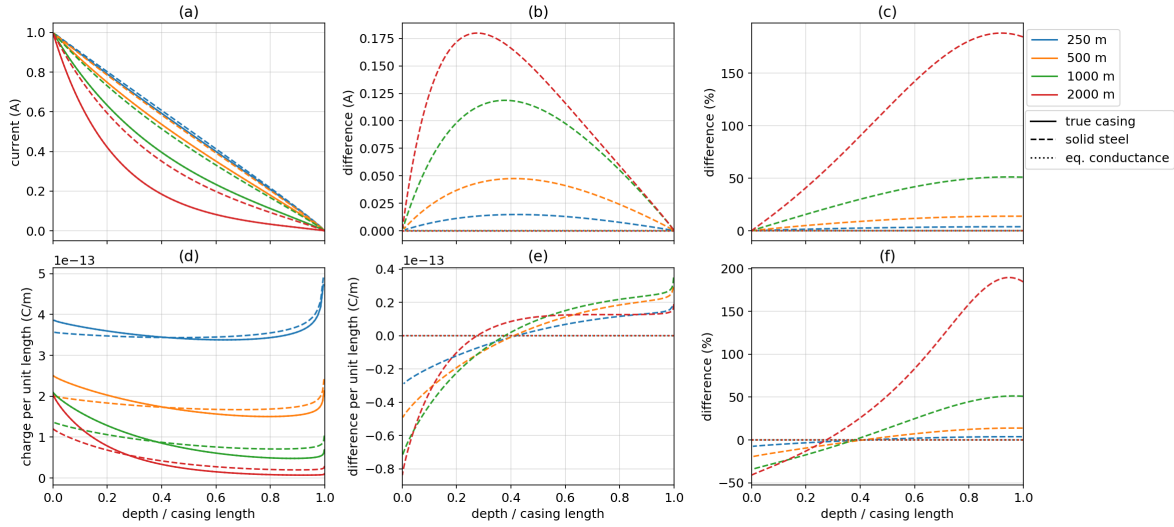 (a)
(b)
(c)
current (A)
1.0
0.8
0.6
0.4
0.2
0.0
difference (A)
0.175
0.150
0.125
0.100
0.075
0.050
0.025
0.000
difference (%)
150
100
50
0
250 m
500 m
1000 m
2000 m
true casing
solid steel
eq. conductance
(d)
(e)
(f)
1e−13
charge per unit length (C/m)
5
4
3
2
1
0
0.0 0.2 0.4 0.6 0.8 1.0
depth / casing length
1e−13
difference per unit length (C/m)
0.4
0.2
0.0
−0.2
−0.4
−0.6
−0.8
0.0 0.2 0.4 0.6 0.8 1.0
depth / casing length
difference (%)
200
150
100
50
0
−50
0.0 0.2 0.4 0.6 0.8 1.0
depth / casing length